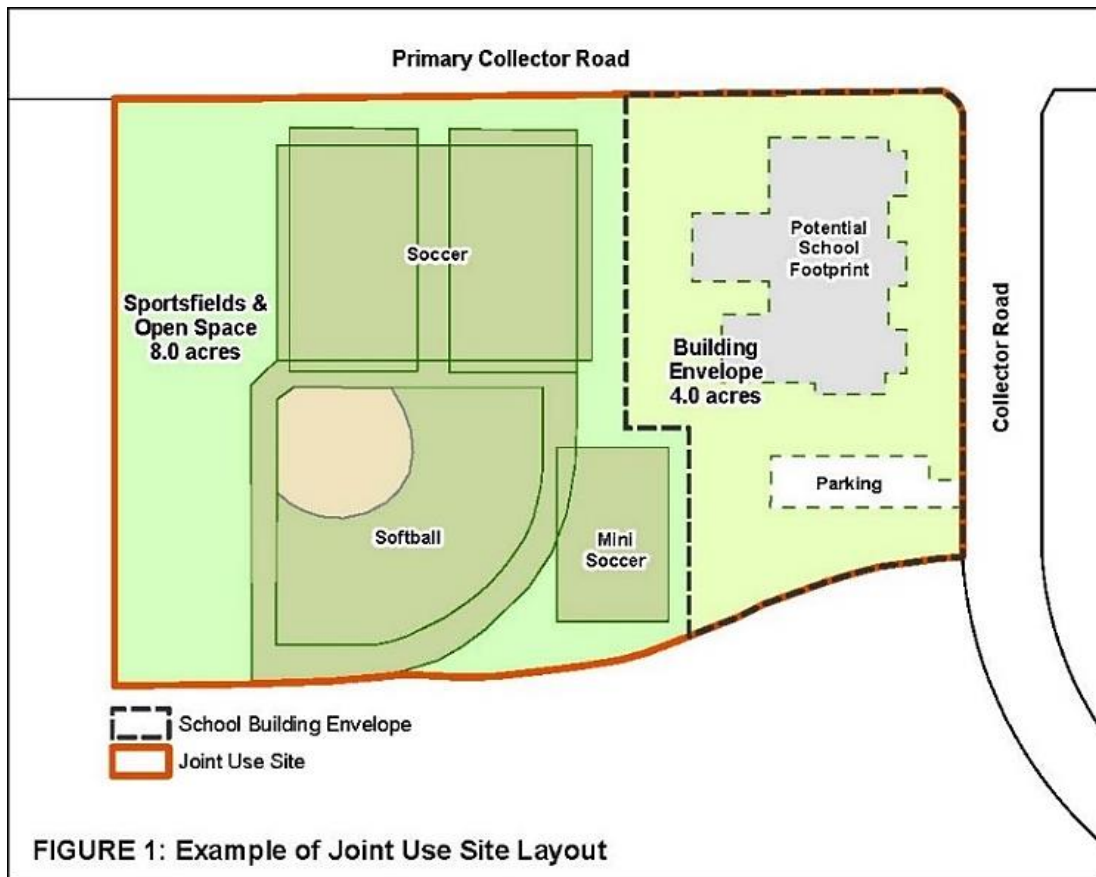 Primary Collector Road
Soccer
Sportsfields &
Open Space
8.0 acres
Potential
School
Footprint
Building
Envelope
4.0 acres
Collector Road
Parking
Softball
Mini
Soccer
School Building Envelope
Joint Use Site
FIGURE 1: Example of Joint Use Site Layout